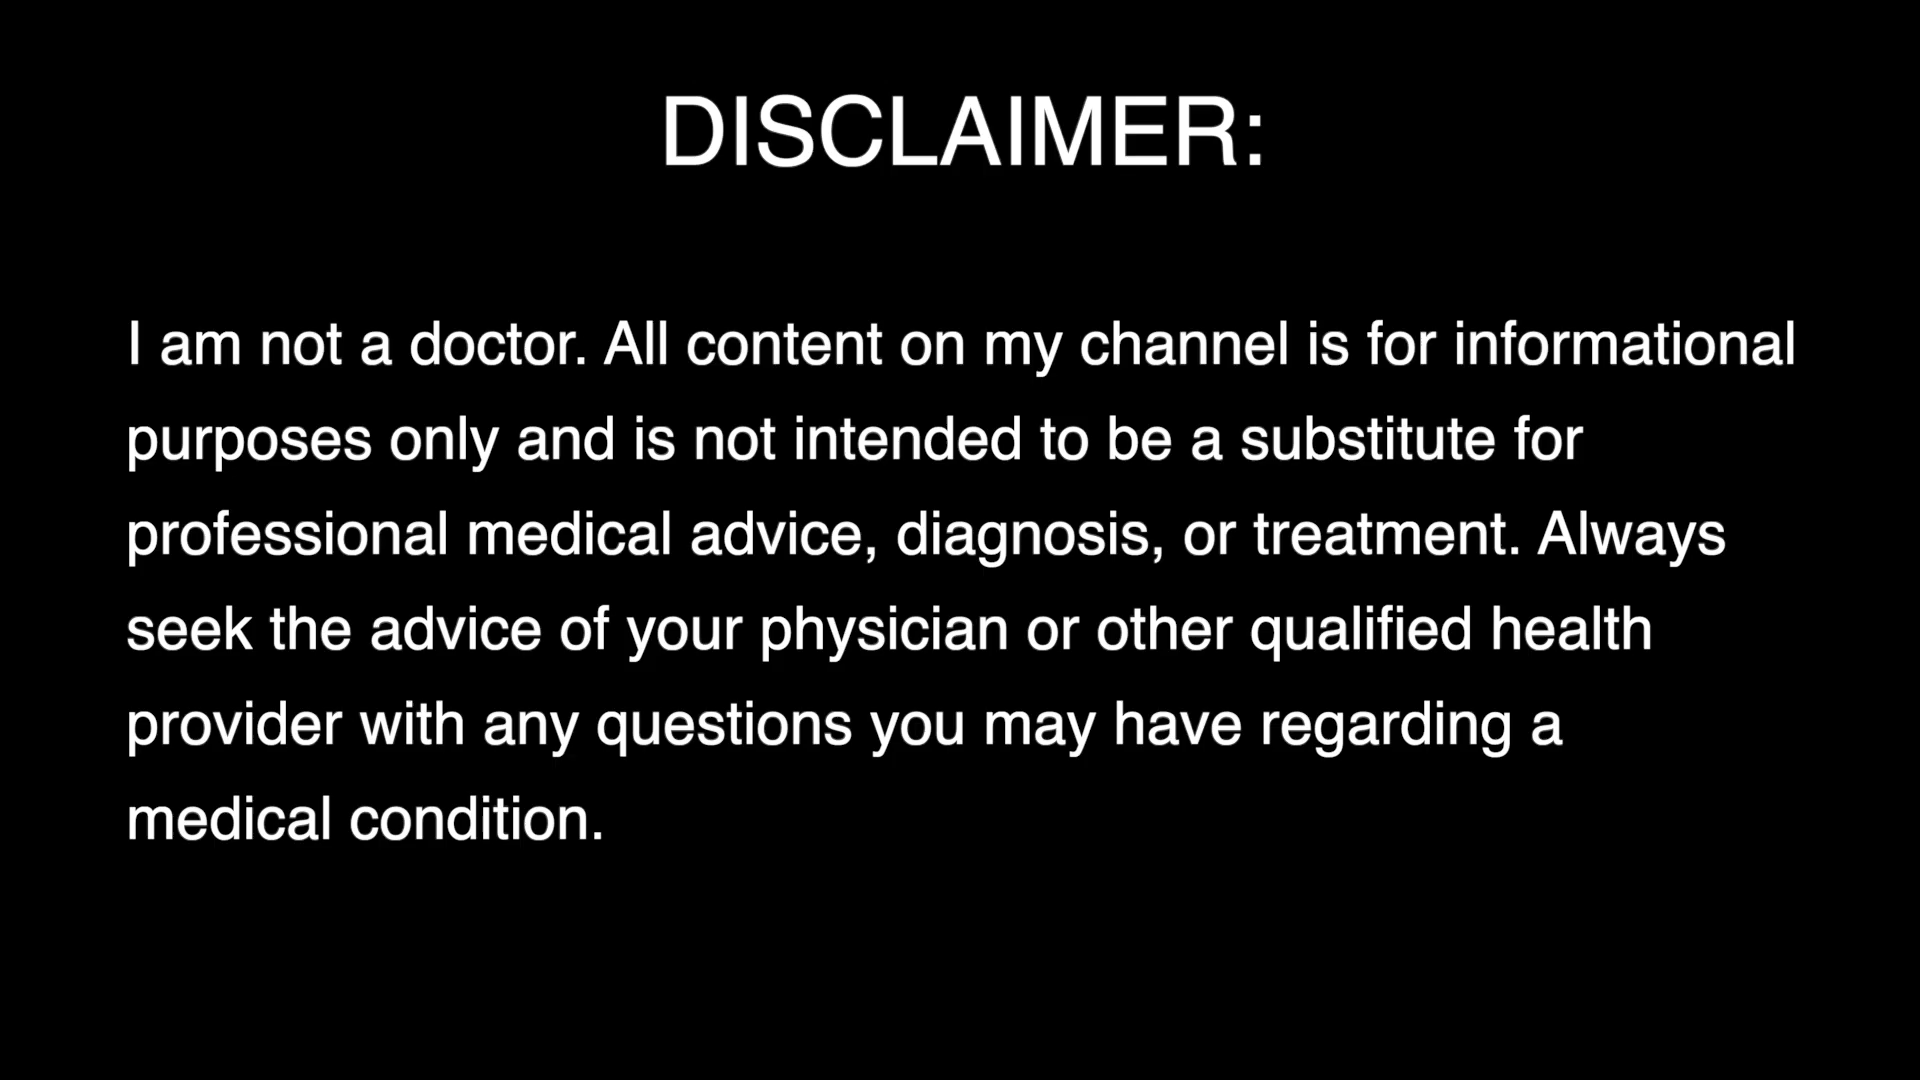 DISCLAIMER:
I am not a doctor. All content on my channel is for informational
purposes only and is not intended to be a substitute for
professional medical advice, diagnosis, or treatment. Always
seek the advice of your physician or other qualified health
provider with any questions you may have regarding a
medical condition.